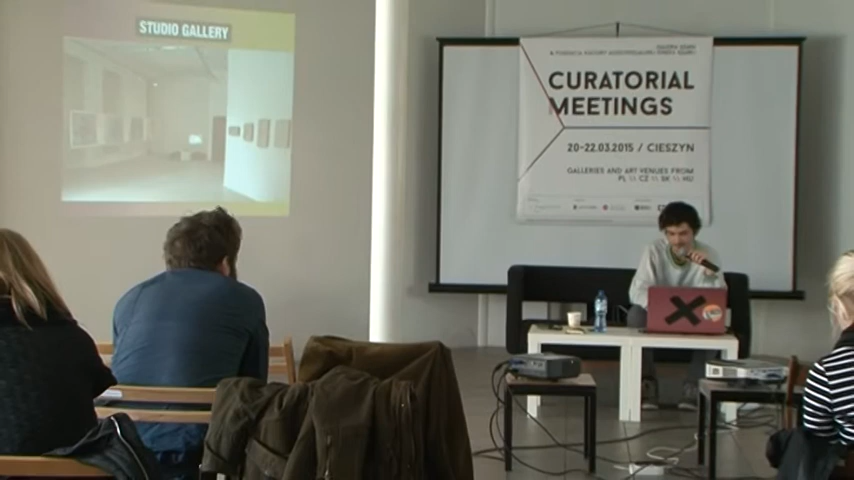 STUDIO GALLERY
CURATORIAL
MEETINGS
20-22.03.2015 / CIESZYN
GALLERIES AND ART VENUES FROM
PL \\ CZ \\ SK \\ HU